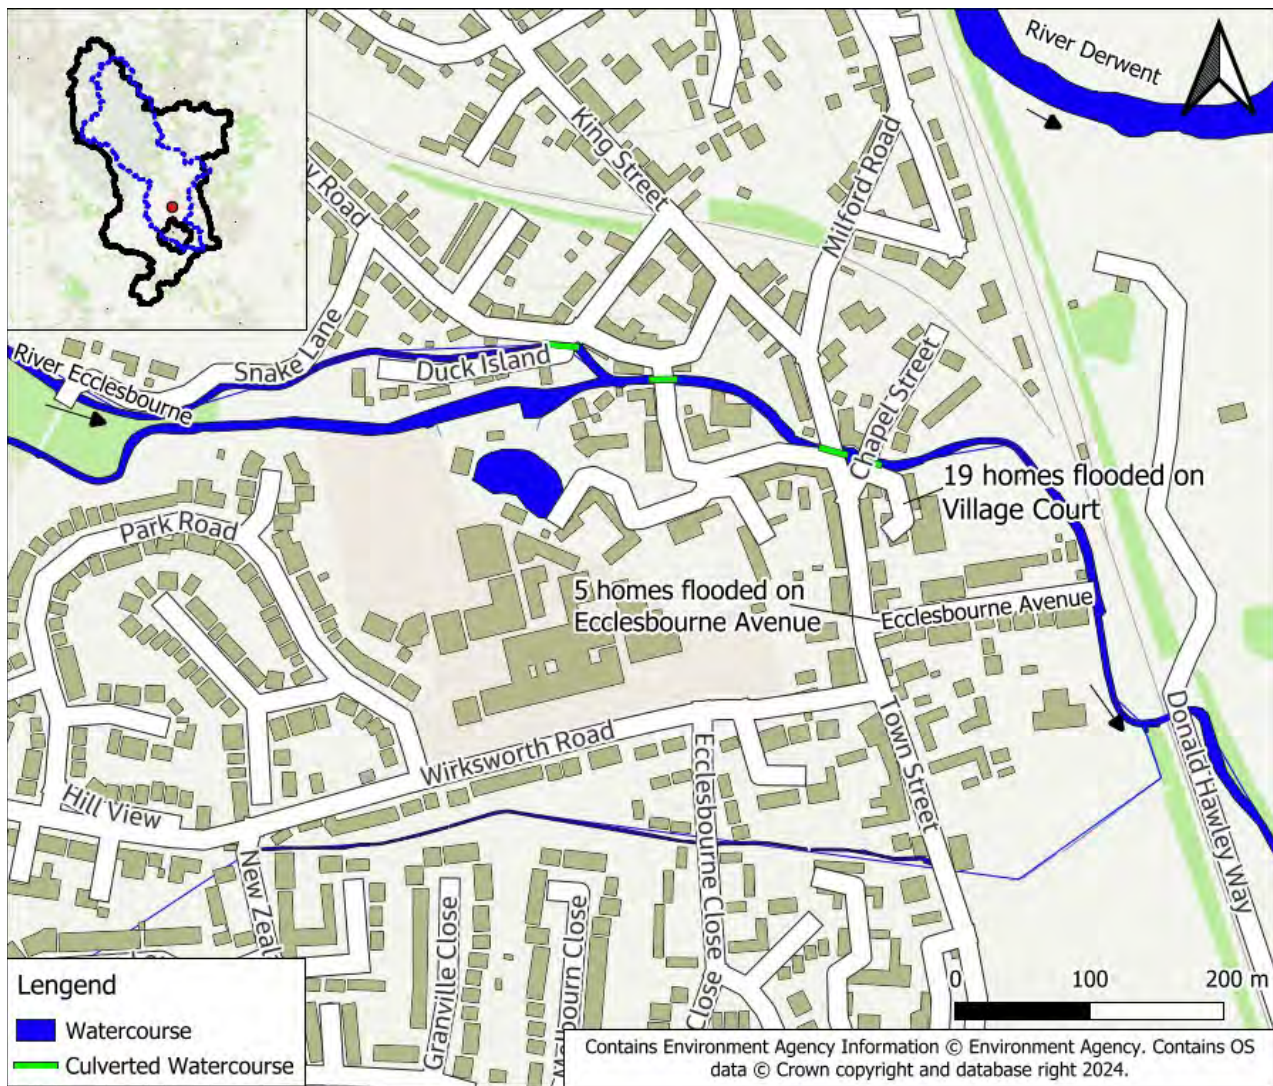 River Derwent
King Street
Milford Road
y Road
Snake Lane
River Ecclesbourne
Duck Island
Chapel Street
19 homes flooded on
Village Court
Park Road
5 homes flooded on
Ecclesbourne Avenue
Ecclesbourne Avenue
Wirksworth Road
Town Street
Donald Hawley Way
Hill View
Ecclesbourne Close
New Zeal
Granville Close
elbourn Close
Close
Lengend
Watercourse
Culverted Watercourse
0 100 200 m
Contains Environment Agency Information © Environment Agency. Contains OS
data © Crown copyright and database right 2024.